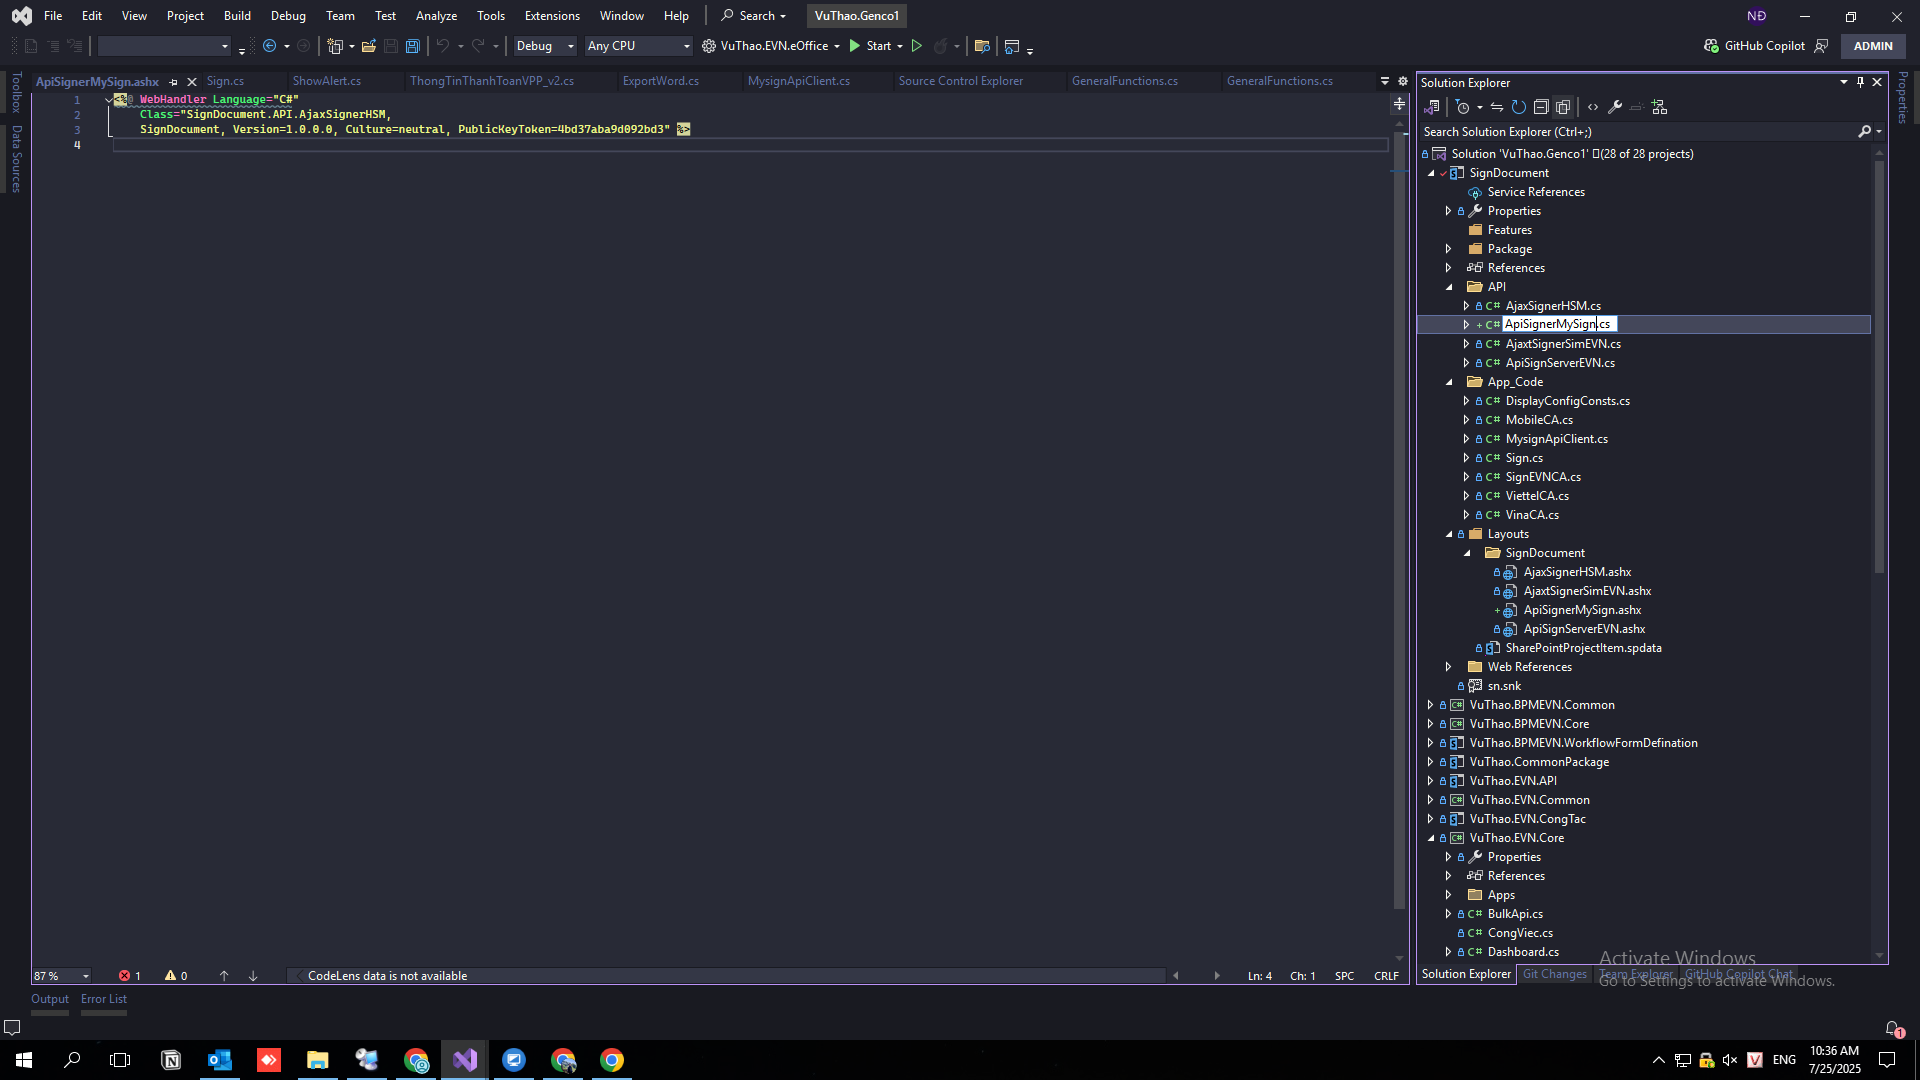 File Edit View Project Build Debug Team Test Analyze Tools Extensions Window Help Search VuThao.Genco1 NĐ
Debug Any CPU VuThao.EVN.eOffice Start GitHub Copilot ADMIN
Toolbox
Data Sources
ApiSignerMySign.ashx Sign.cs ShowAlert.cs ThongTinThanhToanVPP_v2.cs ExportWord.cs MysignApiClient.cs Source Control Explorer GeneralFunctions.cs GeneralFunctions.cs
1 <%@ WebHandler Language="C#"
2 Class="SignDocument.API.AjaxSignerHSM,
3 SignDocument, Version=1.0.0.0, Culture=neutral, PublicKeyToken=4bd37aba9d092bd3" %>
4
87 % 1 0 CodeLens data is not available Ln: 4 Ch: 1 SPC CRLF
Output Error List
Solution Explorer
Search Solution Explorer (Ctrl+;)
Solution 'VuThao.Genco1' (28 of 28 projects)
SignDocument
Service References
Properties
Features
Package
References
API
C# AjaxSignerHSM.cs
C# ApiSignerMySign.cs
C# AjaxtSignerSimEVN.cs
C# ApiSignServerEVN.cs
App_Code
C# DisplayConfigConsts.cs
C# MobileCA.cs
C# MysignApiClient.cs
C# Sign.cs
C# SignEVNCA.cs
C# ViettelCA.cs
C# VinaCA.cs
Layouts
SignDocument
AjaxSignerHSM.ashx
AjaxtSignerSimEVN.ashx
ApiSignerMySign.ashx
ApiSignServerEVN.ashx
SharePointProjectItem.spdata
Web References
sn.snk
VuThao.BPMEVN.Common
VuThao.BPMEVN.Core
VuThao.BPMEVN.WorkflowFormDefination
VuThao.CommonPackage
VuThao.EVN.API
VuThao.EVN.Common
VuThao.EVN.CongTac
VuThao.EVN.Core
Properties
References
Apps
C# BulkApi.cs
C# CongViec.cs
C# Dashboard.cs
Solution Explorer Git Changes Team Explorer GitHub Copilot Chat
Properties
Activate Windows
Go to Settings to activate Windows.
1
ENG
10:36 AM
7/25/2025